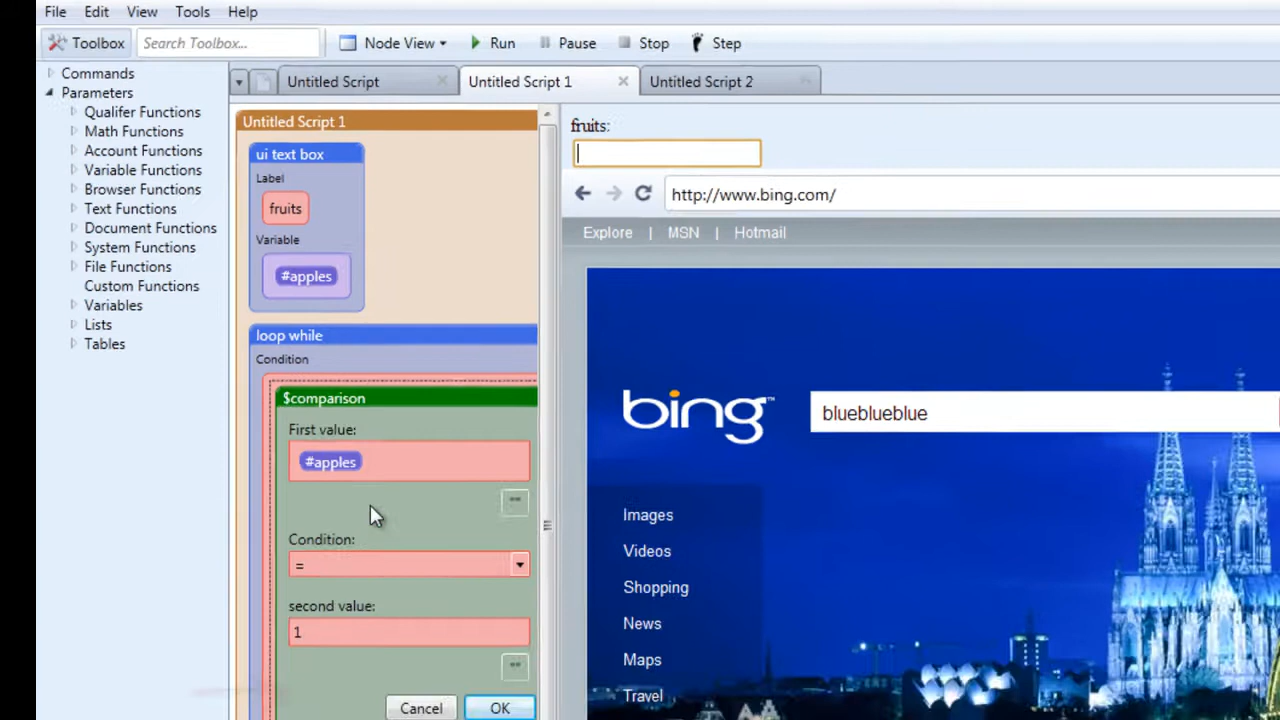 File Edit View Tools Help
Toolbox Search Toolbox... Node View Run Pause Stop Step
Commands
Parameters
Qualifer Functions
Math Functions
Account Functions
Variable Functions
Browser Functions
Text Functions
Document Functions
System Functions
File Functions
Custom Functions
Variables
Lists
Tables
Untitled Script Untitled Script 1 Untitled Script 2
Untitled Script 1
ui text box
Label
fruits
Variable
#apples
loop while
Condition
$comparison
First value:
#apples
Condition:
=
second value:
1
Cancel OK
fruits:
http://www.bing.com/
Explore | MSN | Hotmail
bing™
blueblueblue
Images
Videos
Shopping
News
Maps
Travel